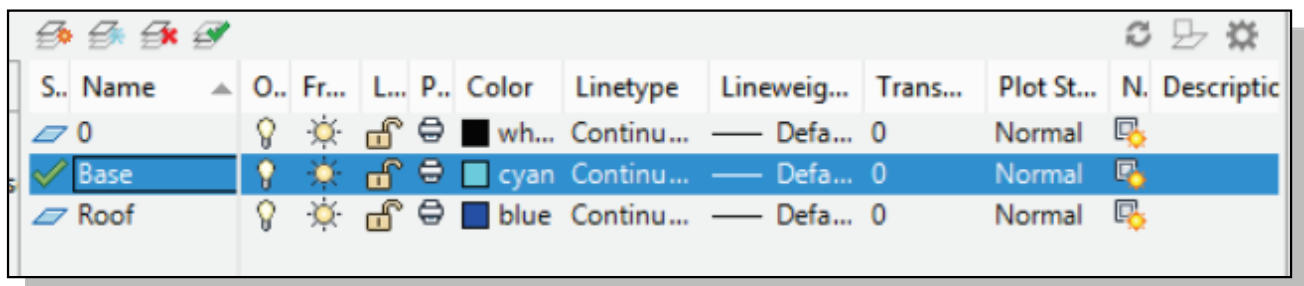 S.. Name O.. Fr... L... P.. Color Linetype Lineweig... Trans... Plot St... N. Descriptic
0 wh... Continu... Defa... 0 Normal
Base cyan Continu... Defa... 0 Normal
Roof blue Continu... Defa... 0 Normal